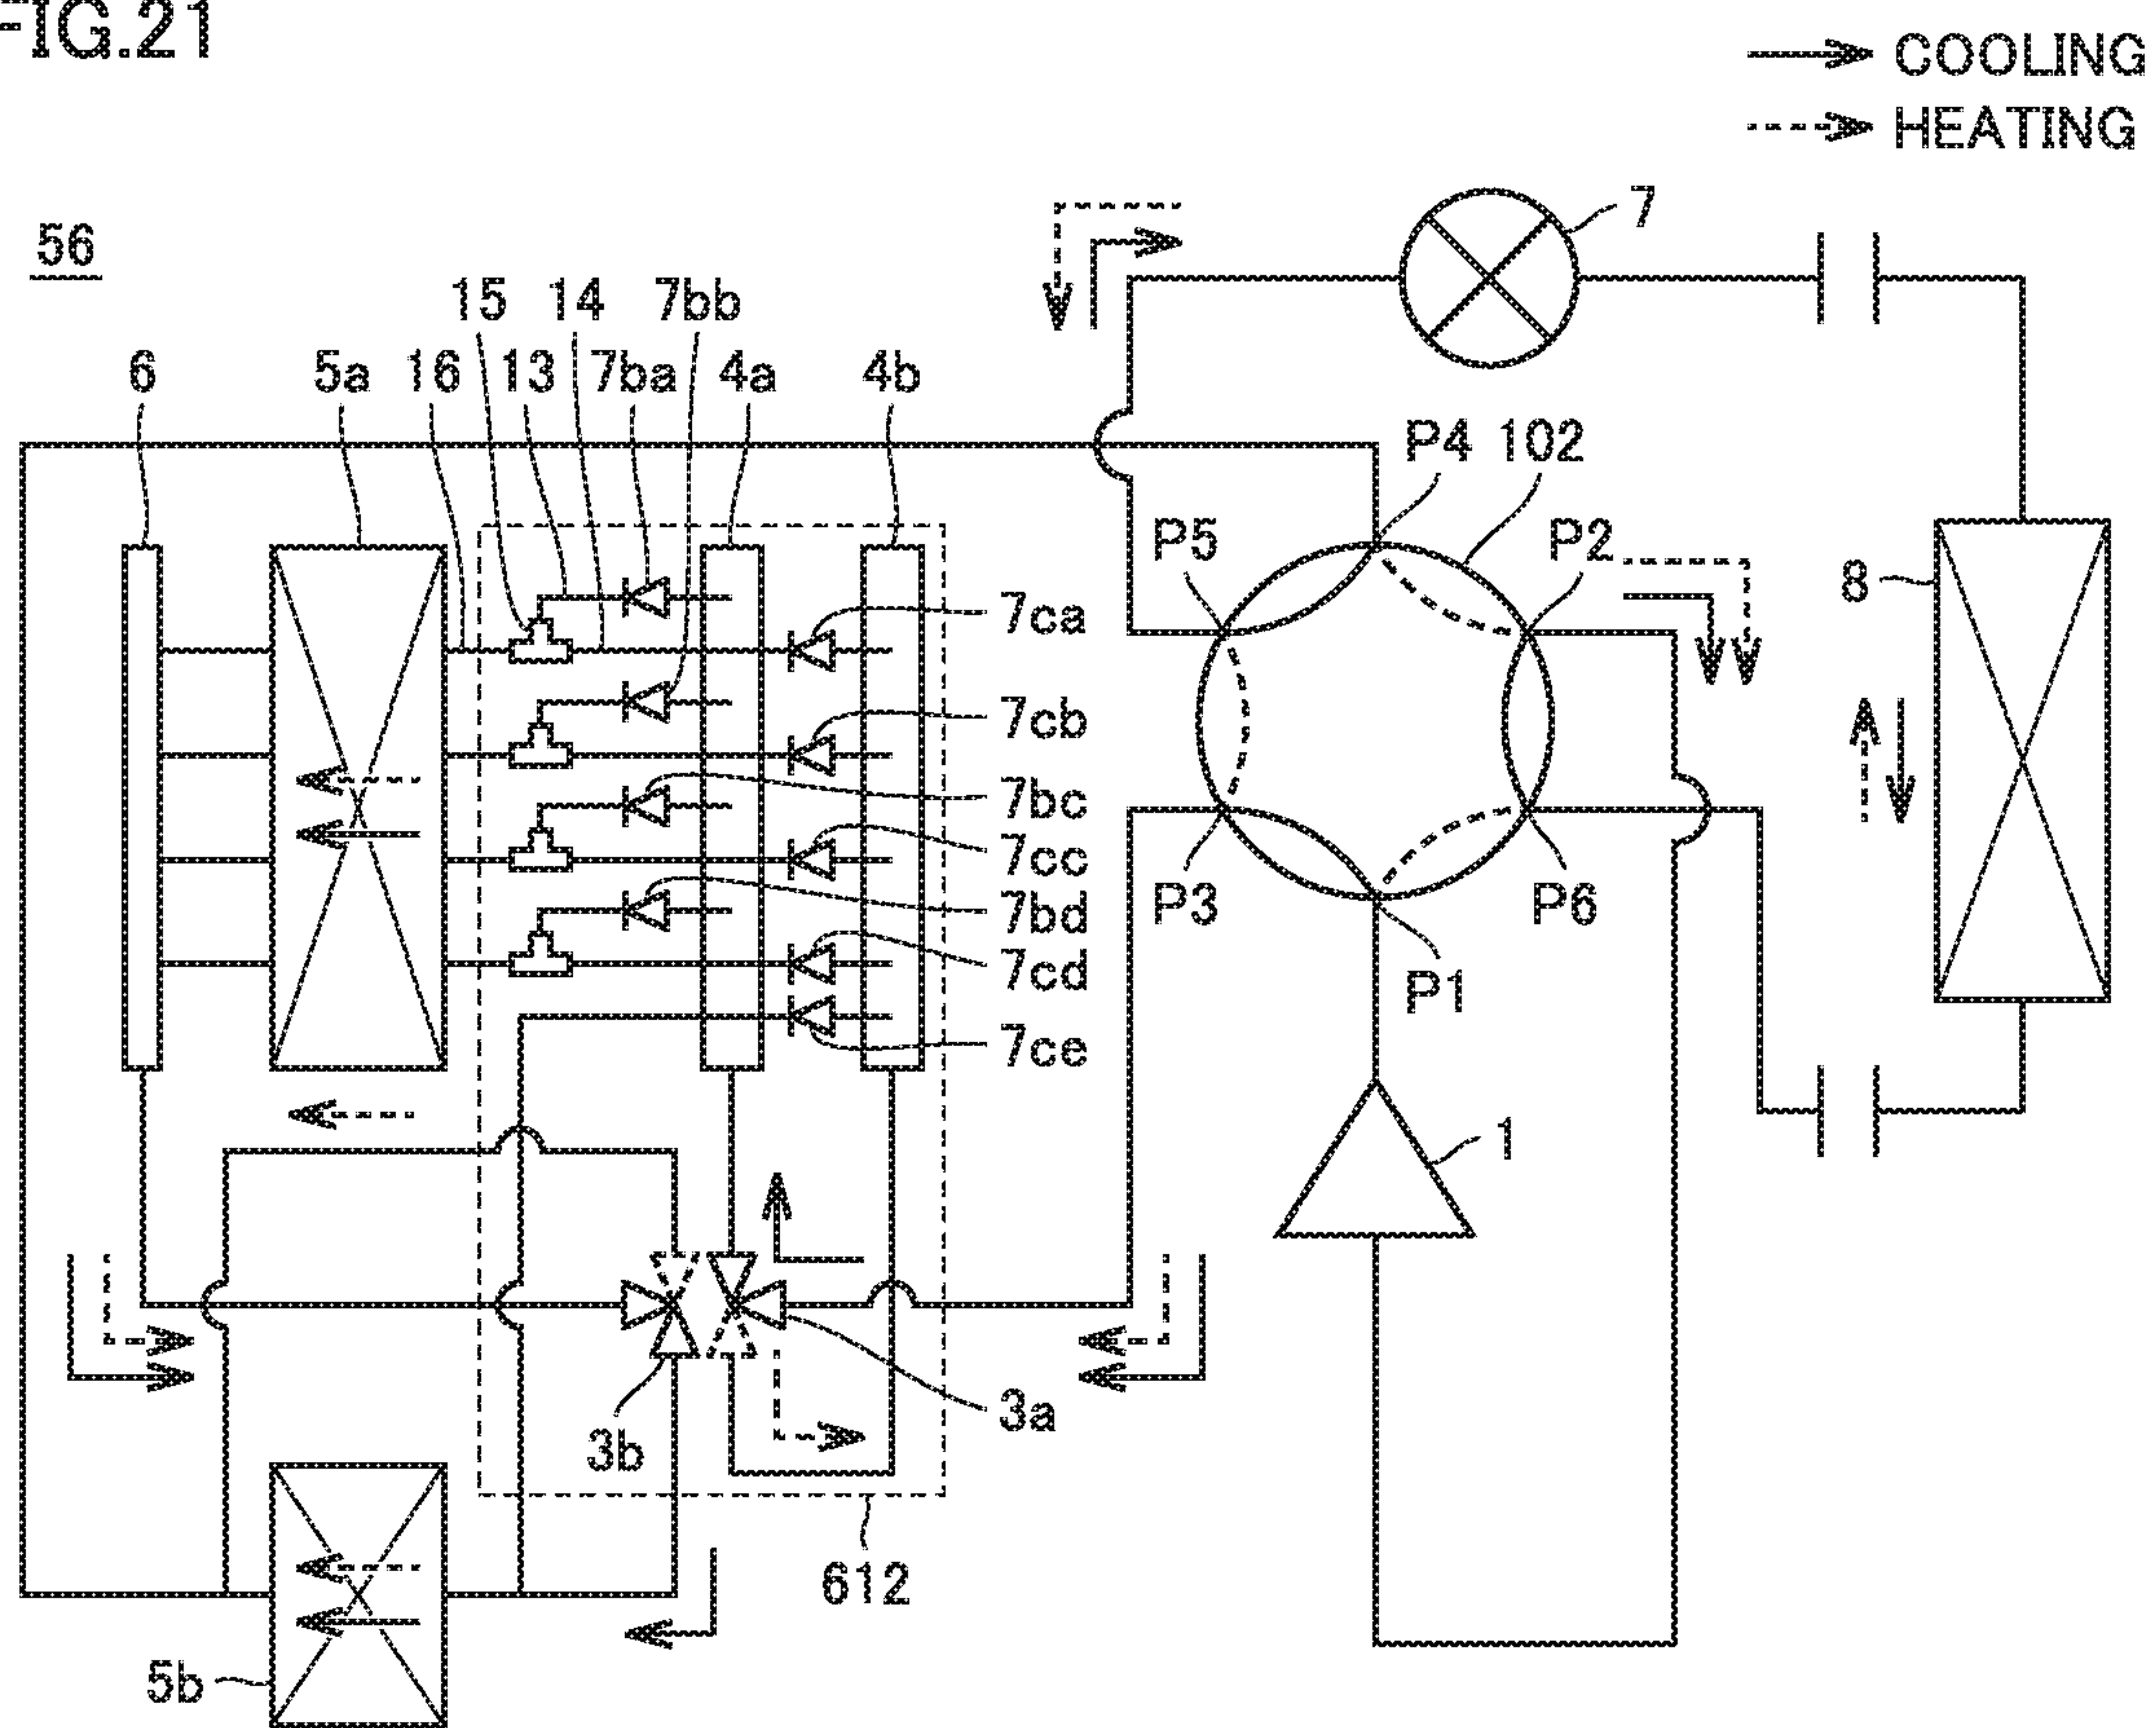 FIG.21
COOLING
HEATING
56
7
15 14 7bb
6 5a 16 13 7ba 4a 4b
P4 102
P5 P2
8
7ca
7cb
7bc
7cc
7bd
7cd
7ce
P3 P6
P1
1
3a
3b
612
5b